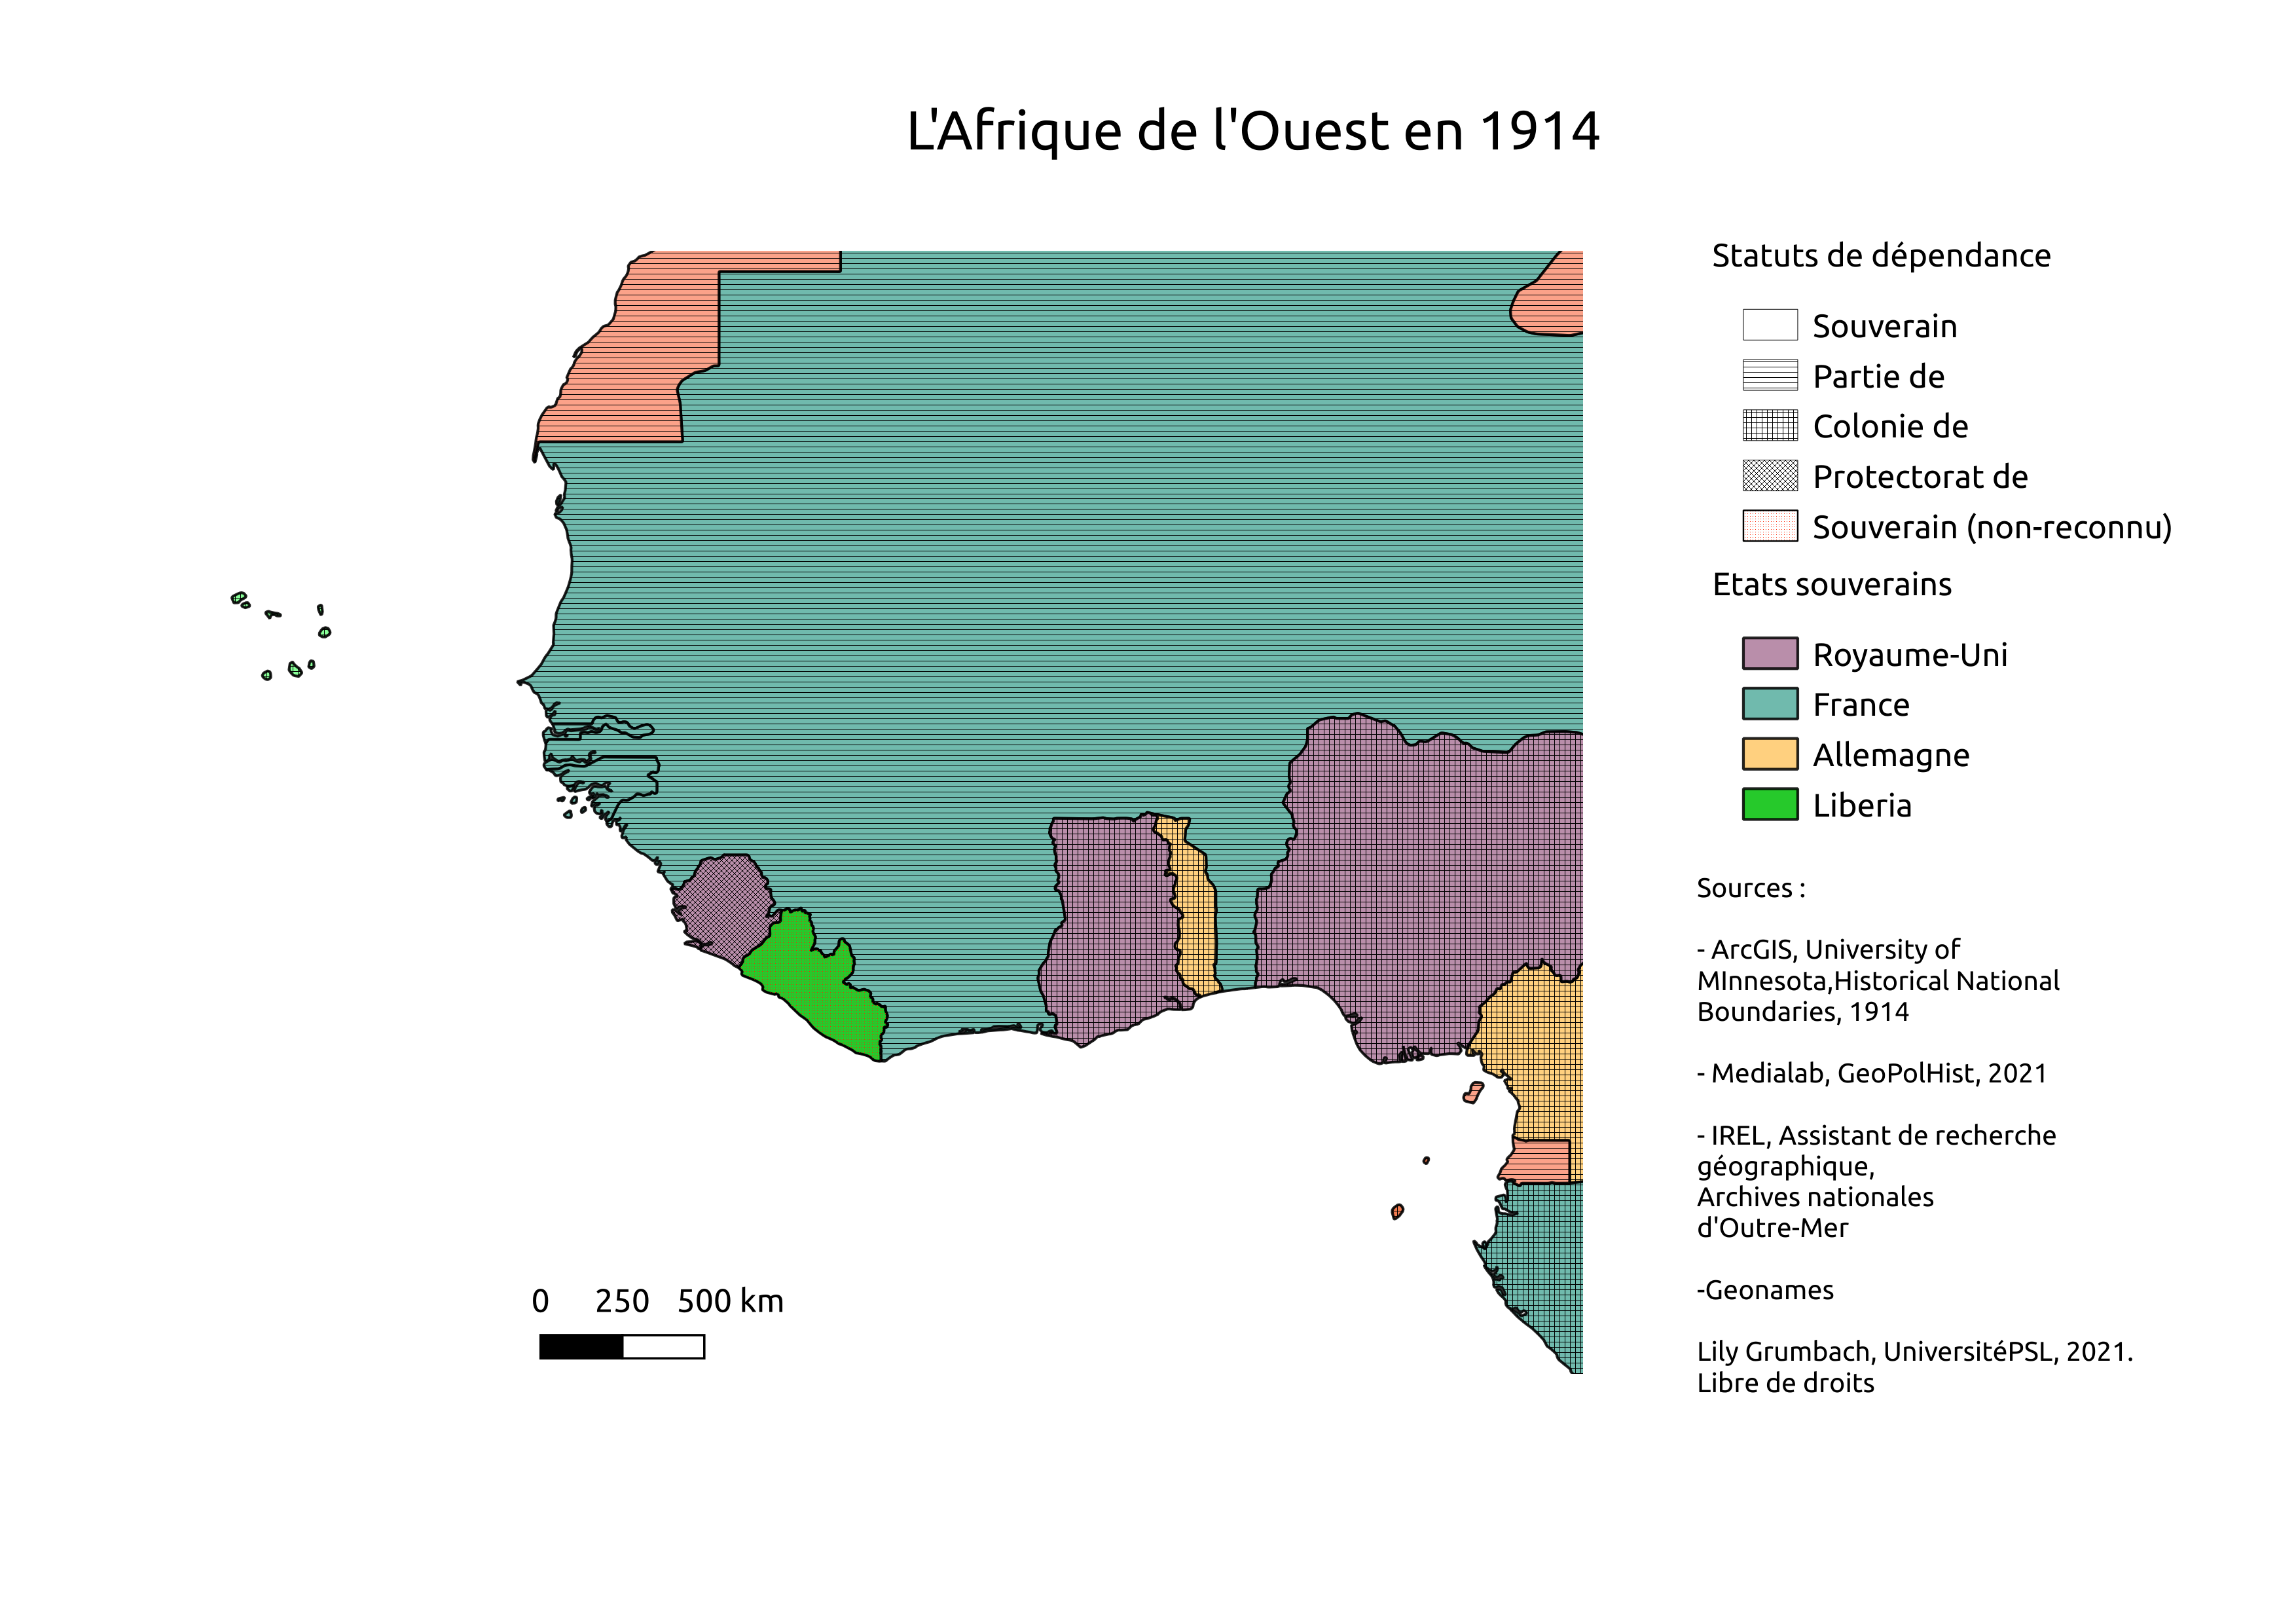 L'Afrique de l'Ouest en 1914
Statuts de dépendance
Souverain
Partie de
Colonie de
Protectorat de
Souverain (non-reconnu)
Etats souverains
Royaume-Uni
France
Allemagne
Liberia
Sources :
- ArcGIS, University of
MInnesota,Historical National
Boundaries, 1914
- Medialab, GeoPolHist, 2021
- IREL, Assistant de recherche
géographique,
Archives nationales
d'Outre-Mer
-Geonames
Lily Grumbach, UniversitéPSL, 2021.
Libre de droits
0 250 500 km